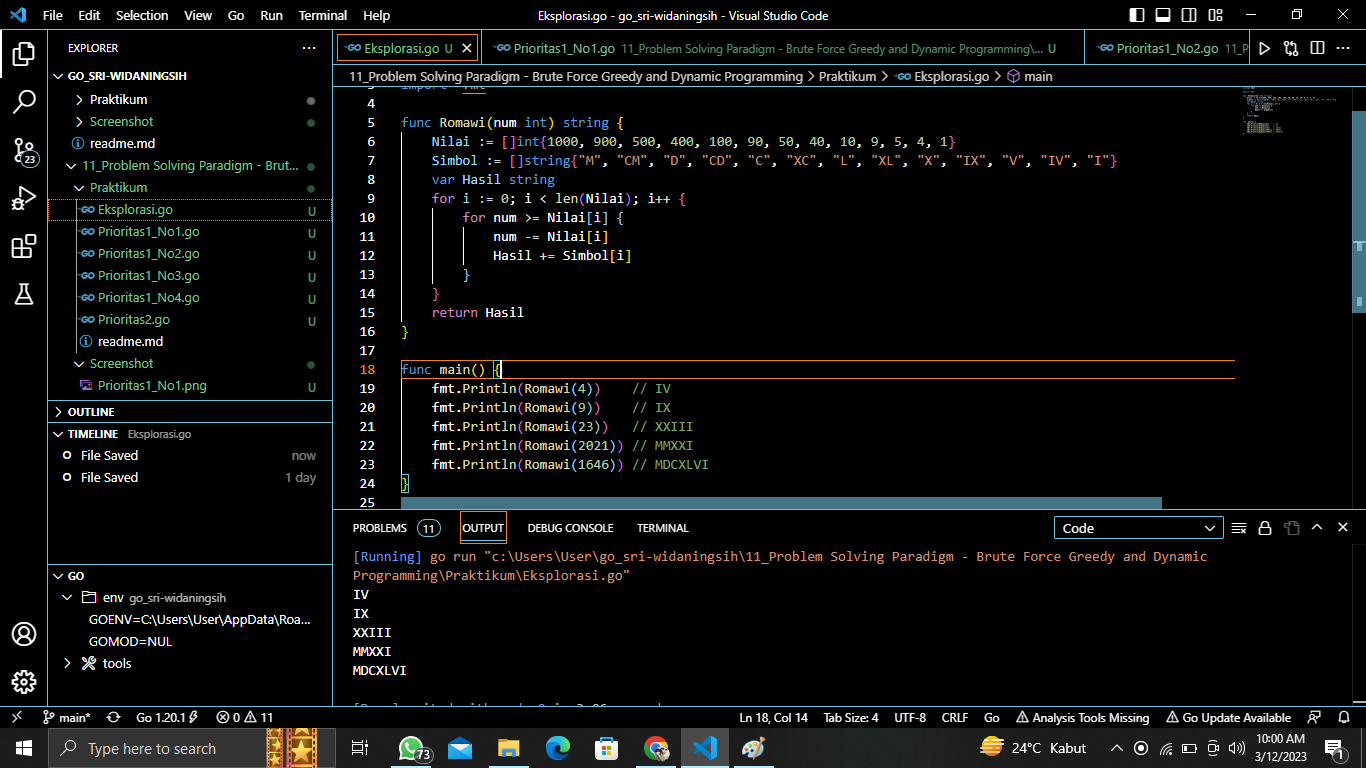 File Edit Selection View Go Run Terminal Help
Eksplorasi.go - go_sri-widaningsih - Visual Studio Code
EXPLORER
GO_SRI-WIDANINGSIH
Praktikum
Screenshot
readme.md
11_Problem Solving Paradigm - Brut...
Praktikum
Eksplorasi.go U
Prioritas1_No1.go U
Prioritas1_No2.go U
Prioritas1_No3.go U
Prioritas1_No4.go U
Prioritas2.go U
readme.md
Screenshot
Prioritas1_No1.png U
OUTLINE
TIMELINE Eksplorasi.go
File Saved now
File Saved 1 day
GO
env go_sri-widaningsih
GOENV=C:\Users\User\AppData\Roa...
GOMOD=NUL
tools
23
Eksplorasi.go U
Prioritas1_No1.go 11_Problem Solving Paradigm - Brute Force Greedy and Dynamic Programming\... U
Prioritas1_No2.go 11_P
11_Problem Solving Paradigm - Brute Force Greedy and Dynamic Programming > Praktikum > Eksplorasi.go > main
4
5 func Romawi(num int) string {
6 Nilai := []int{1000, 900, 500, 400, 100, 90, 50, 40, 10, 9, 5, 4, 1}
7 Simbol := []string{"M", "CM", "D", "CD", "C", "XC", "L", "XL", "X", "IX", "V", "IV", "I"}
8 var Hasil string
9 for i := 0; i < len(Nilai); i++ {
10 for num >= Nilai[i] {
11 num -= Nilai[i]
12 Hasil += Simbol[i]
13 }
14 }
15 return Hasil
16 }
17
18 func main() {
19 fmt.Println(Romawi(4)) // IV
20 fmt.Println(Romawi(9)) // IX
21 fmt.Println(Romawi(23)) // XXIII
22 fmt.Println(Romawi(2021)) // MMXXI
23 fmt.Println(Romawi(1646)) // MDCXLVI
24 }
25
PROBLEMS 11 OUTPUT DEBUG CONSOLE TERMINAL
Code
[Running] go run "c:\Users\User\go_sri-widaningsih\11_Problem Solving Paradigm - Brute Force Greedy and Dynamic
Programming\Praktikum\Eksplorasi.go"
IV
IX
XXIII
MMXXI
MDCXLVI
main* Go 1.20.1 0 11
Ln 18, Col 14 Tab Size: 4 UTF-8 CRLF Go Analysis Tools Missing Go Update Available
Type here to search
73
24°C Kabut
10:00 AM
3/12/2023
1